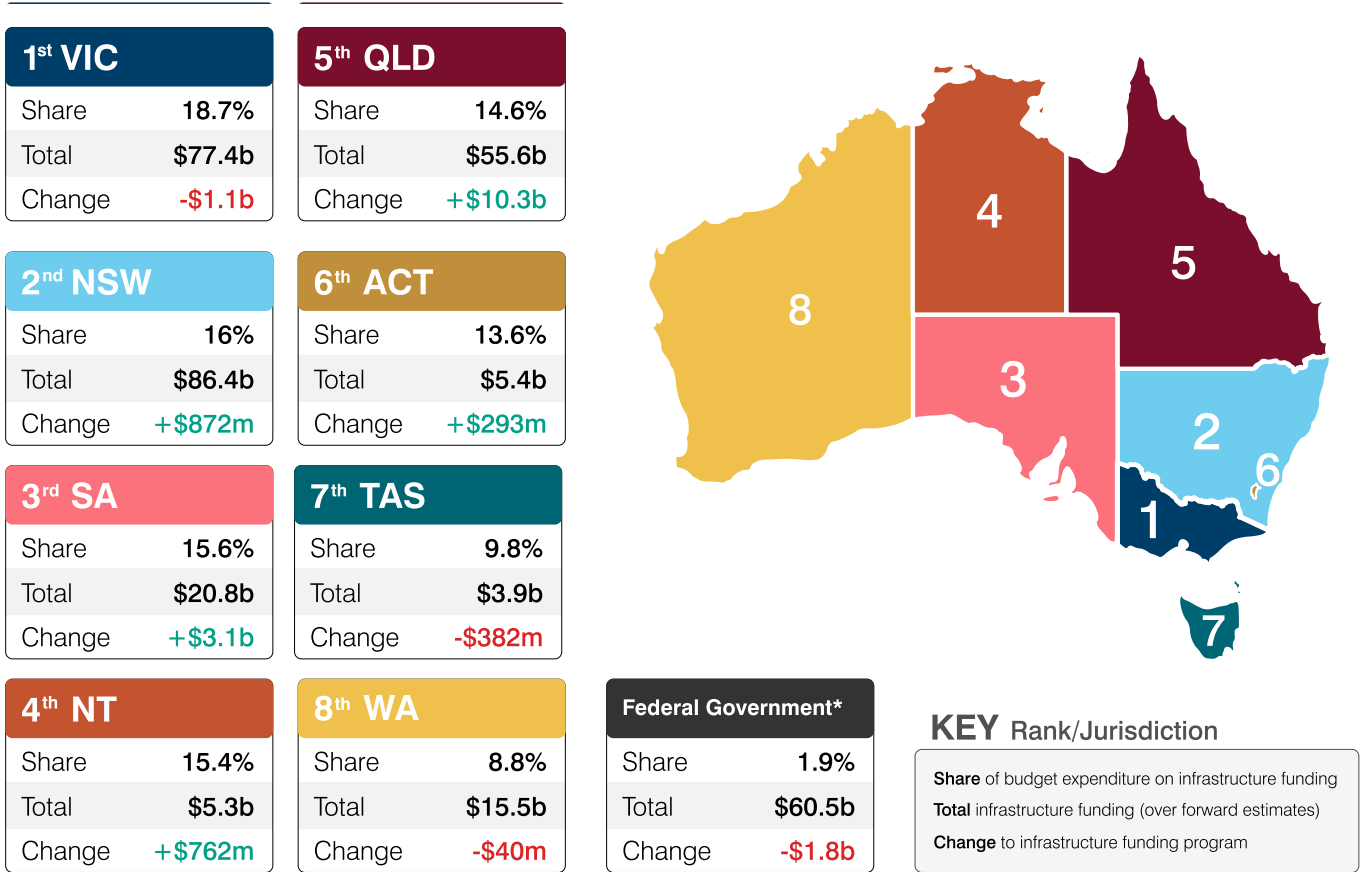 1st VIC
Share 18.7%
Total $77.4b
Change -$1.1b
5th QLD
Share 14.6%
Total $55.6b
Change +$10.3b
2nd NSW
Share 16%
Total $86.4b
Change +$872m
6th ACT
Share 13.6%
Total $5.4b
Change +$293m
3rd SA
Share 15.6%
Total $20.8b
Change +$3.1b
7th TAS
Share 9.8%
Total $3.9b
Change -$382m
4th NT
Share 15.4%
Total $5.3b
Change +$762m
8th WA
Share 8.8%
Total $15.5b
Change -$40m
Federal Government*
Share 1.9%
Total $60.5b
Change -$1.8b
4
5
8
3
2
6
1
7
KEY Rank/Jurisdiction
Share of budget expenditure on infrastructure funding
Total infrastructure funding (over forward estimates)
Change to infrastructure funding program